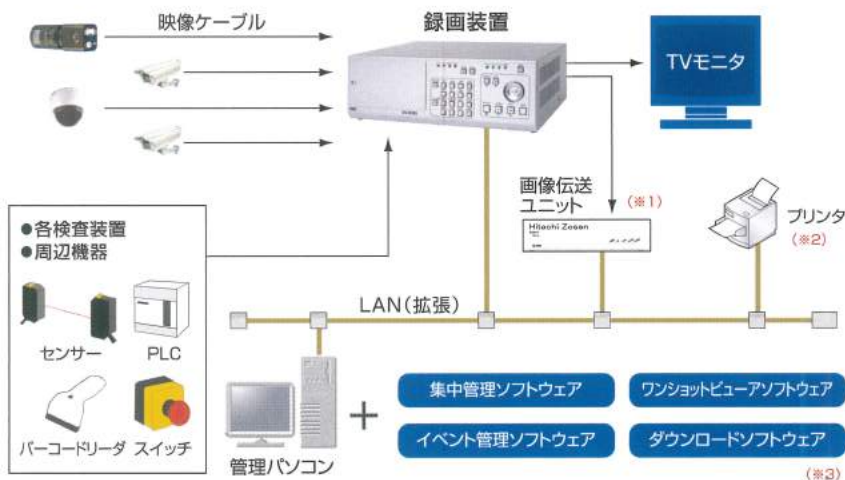 映像ケーブル
録画装置
TVモニタ
画像伝送
ユニット
(※1)
Hitachi Zosen
プリンタ
(※2)
●各検査装置
●周辺機器
センサー
PLC
バーコードリーダ
スイッチ
LAN(拡張)
管理パソコン
+
集中管理ソフトウェア
ワンショットビューアソフトウェア
イベント管理ソフトウェア
ダウンロードソフトウェア
(※3)